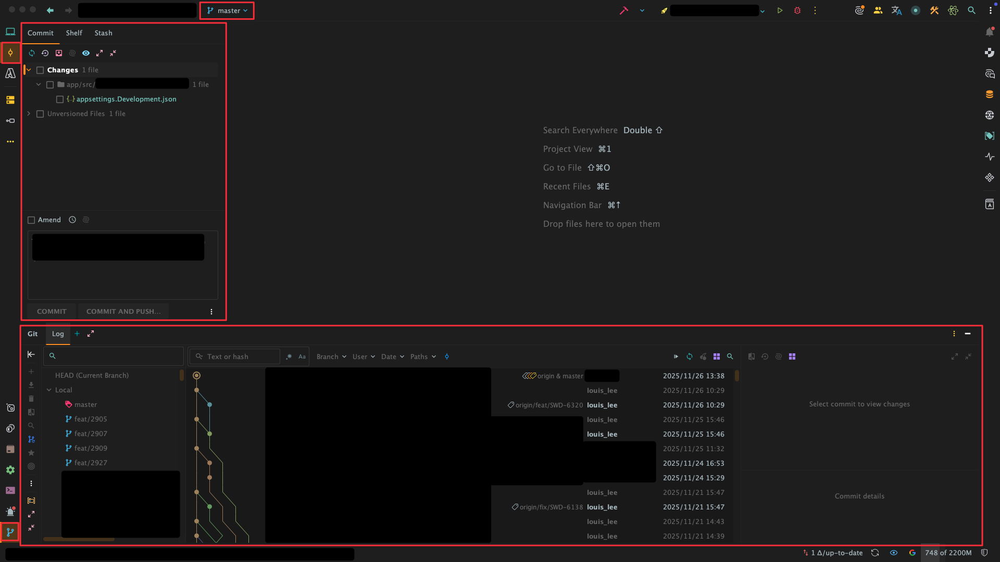 master
Commit Shelf Stash
Changes 1 file
app/src/ 1 file
{..} appsettings.Development.json
Unversioned Files 1 file
Amend
COMMIT COMMIT AND PUSH...
Search Everywhere Double ⇧
Project View ⌘1
Go to File ⇧⌘O
Recent Files ⌘E
Navigation Bar ⌘↑
Drop files here to open them
Git Log
Text or hash .* Aa Branch User Date Paths
HEAD (Current Branch)
Local
master
feat/2905
feat/2907
feat/2909
feat/2927
origin & master 2025/11/26 13:38
louis_lee 2025/11/26 10:29
origin/feat/SWD-6320 louis_lee 2025/11/26 10:29
louis_lee 2025/11/25 15:46
louis_lee 2025/11/25 15:46
2025/11/25 11:32
2025/11/24 16:53
2025/11/24 15:29
louis_lee 2025/11/21 15:47
origin/fix/SWD-6138 louis_lee 2025/11/21 15:47
louis_lee 2025/11/21 14:43
louis_lee 2025/11/21 14:39
Select commit to view changes
Commit details
1 Δ/up-to-date
748 of 2200M